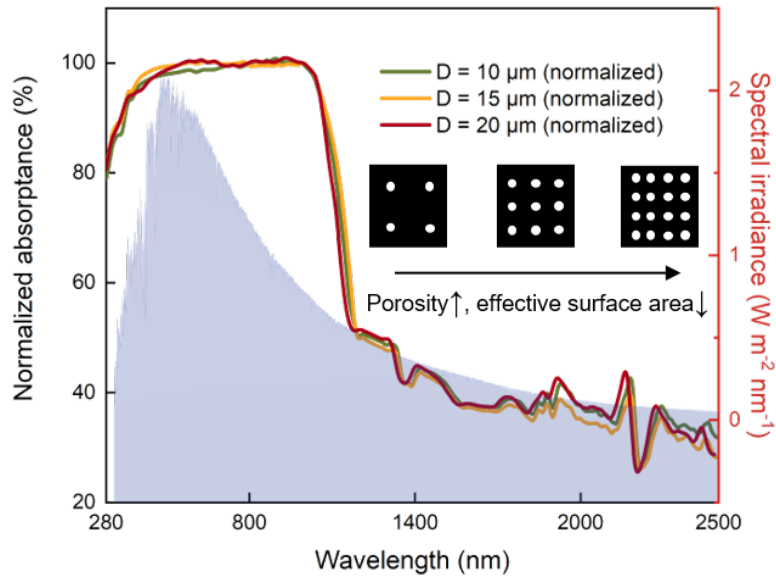 D = 10 μm (normalized)
D = 15 μm (normalized)
D = 20 μm (normalized)
Porosity↑, effective surface area↓
Normalized absorptance (%)
100
80
60
40
20
280
800
1400
2000
2500
Wavelength (nm)
2
1
0
Spectral irradiance (W m⁻² nm⁻¹)